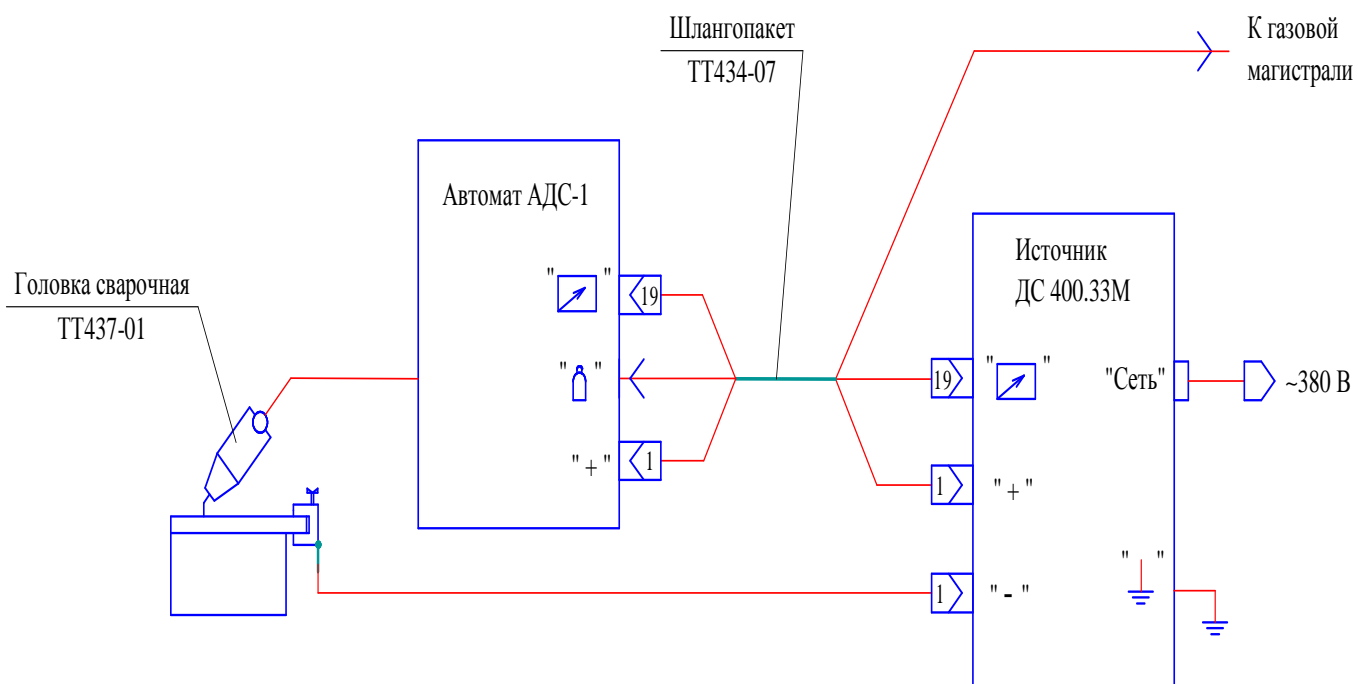 Шлангопакет
ТТ434-07
К газовой
магистрали
Автомат АДС-1
Источник
ДС 400.33М
Головка сварочная
ТТ437-01
" "
19
" "
19
" "
"Сеть"
~380 В
"+"
1
1
"+"
" "
1
"-"